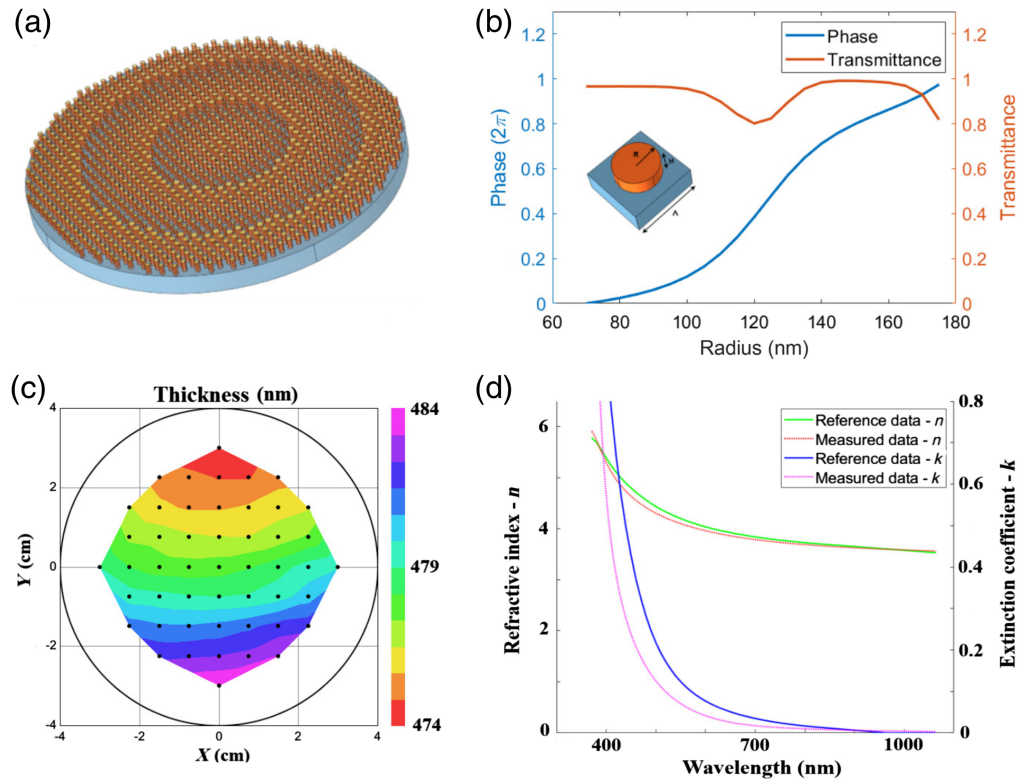 (a)
(b)
Phase
Transmittance
1.2
1
0.8
0.6
0.4
0.2
0
Phase (2π)
R
H
Λ
1.2
1
0.8
0.6
0.4
0.2
0
Transmittance
60
80
100
120
140
160
180
Radius (nm)
(c)
Thickness (nm)
4
2
0
-2
-4
Y (cm)
-4
-2
0
2
4
X (cm)
484
479
474
(d)
Reference data - n
Measured data - n
Reference data - k
Measured data - k
6
4
2
0
Refractive index - n
0.8
0.6
0.4
0.2
0
Extinction coefficient - k
400
700
1000
Wavelength (nm)